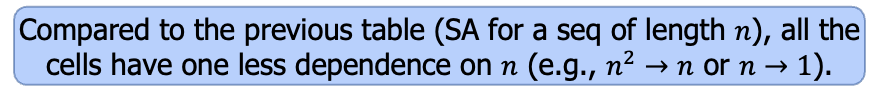 Compared to the previous table (SA for a seq of length n), all the
cells have one less dependence on n (e.g., n² → n or n → 1).